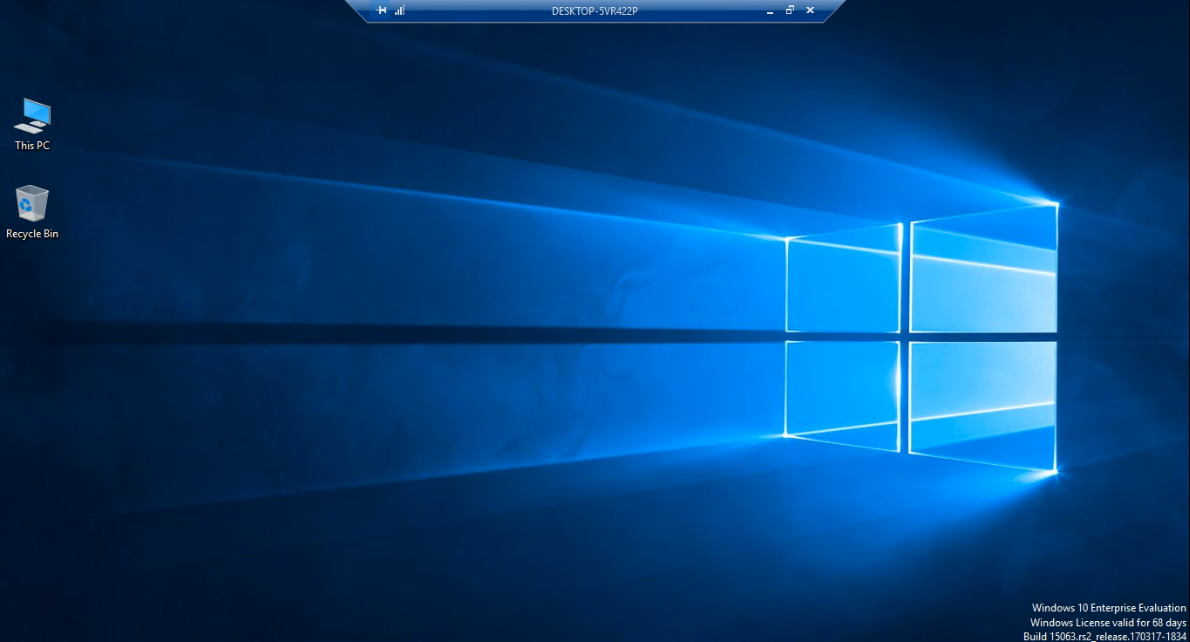 DESKTOP-5VR422P
This PC
Recycle Bin
Windows 10 Enterprise Evaluation
Windows License valid for 68 days
Build 15063.rs2_release.170317-1834